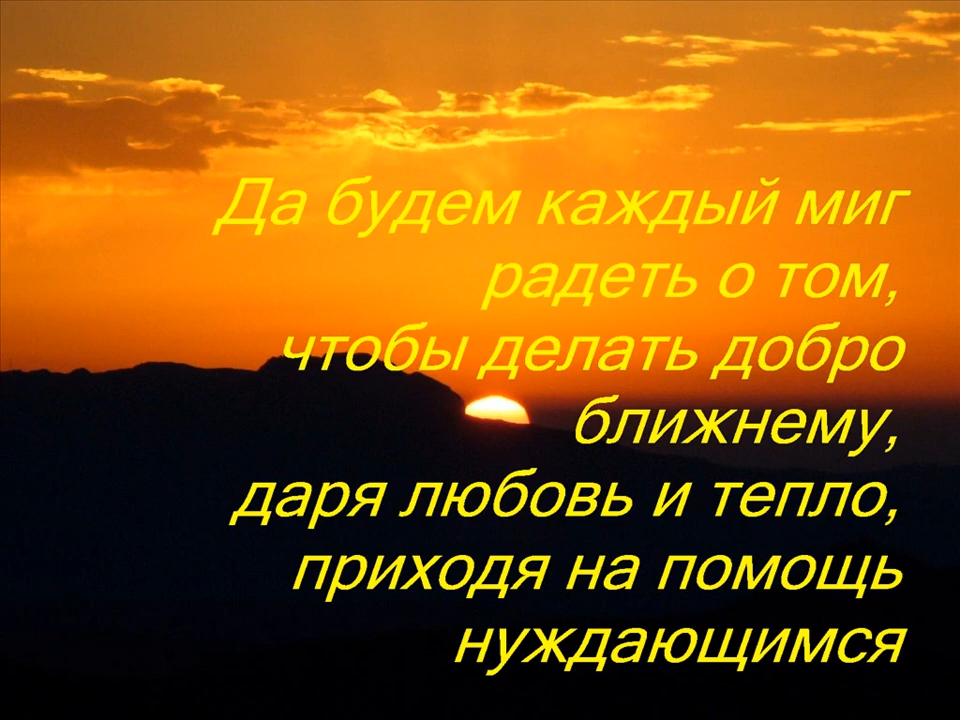 Да будем каждый миг
радеть о том,
чтобы делать добро
ближнему,
даря любовь и тепло,
приходя на помощь
нуждающимся